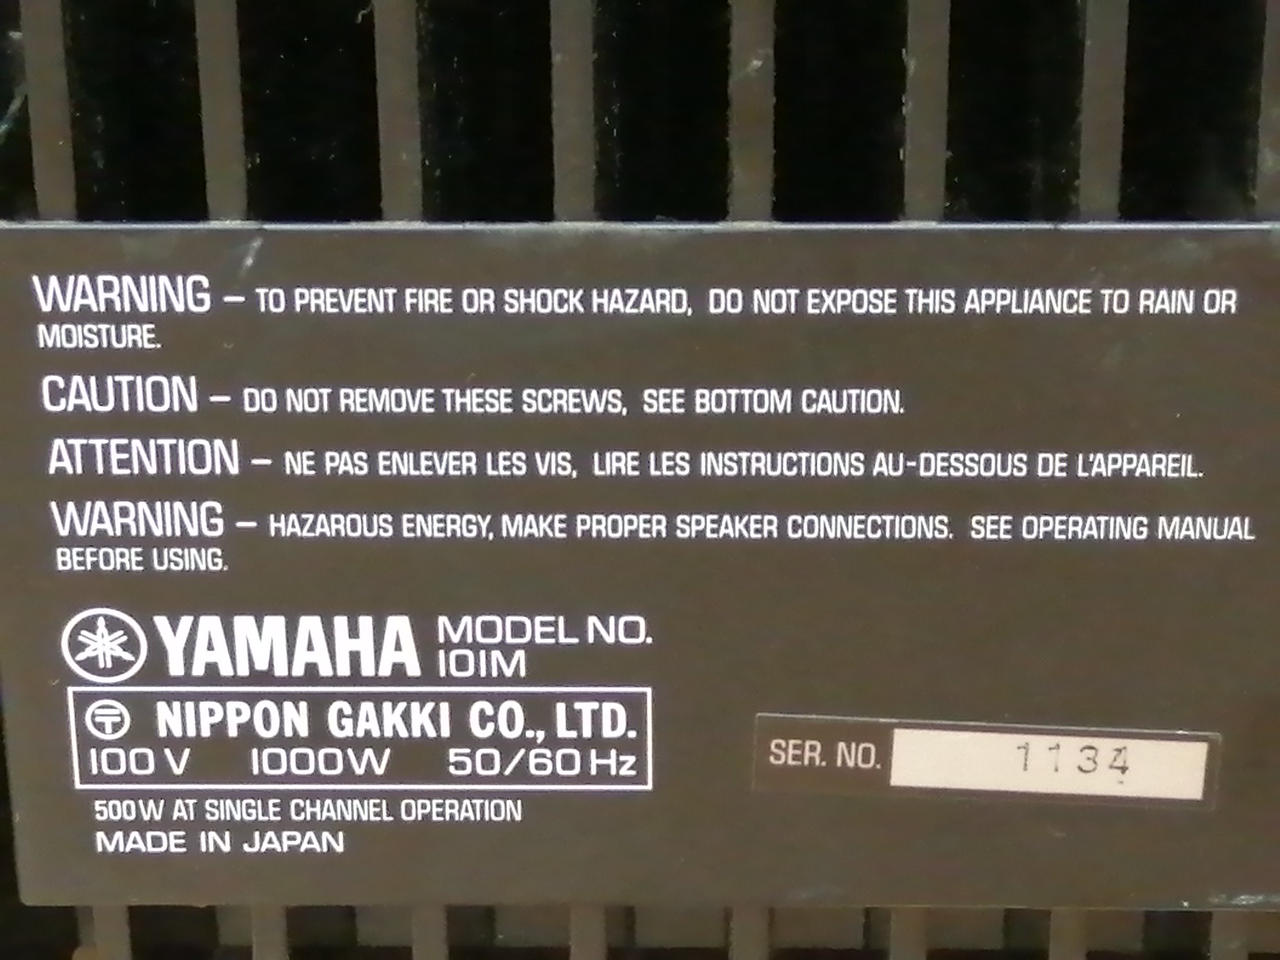 WARNING – TO PREVENT FIRE OR SHOCK HAZARD, DO NOT EXPOSE THIS APPLIANCE TO RAIN OR
MOISTURE.
CAUTION – DO NOT REMOVE THESE SCREWS, SEE BOTTOM CAUTION.
ATTENTION – NE PAS ENLEVER LES VIS, LIRE LES INSTRUCTIONS AU-DESSOUS DE L'APPAREIL.
WARNING – HAZAROUS ENERGY, MAKE PROPER SPEAKER CONNECTIONS. SEE OPERATING MANUAL
BEFORE USING.
YAMAHA MODEL NO.
101M
〒 NIPPON GAKKI CO., LTD.
100V 1000W 50/60Hz
500W AT SINGLE CHANNEL OPERATION
MADE IN JAPAN
SER. NO. 1134